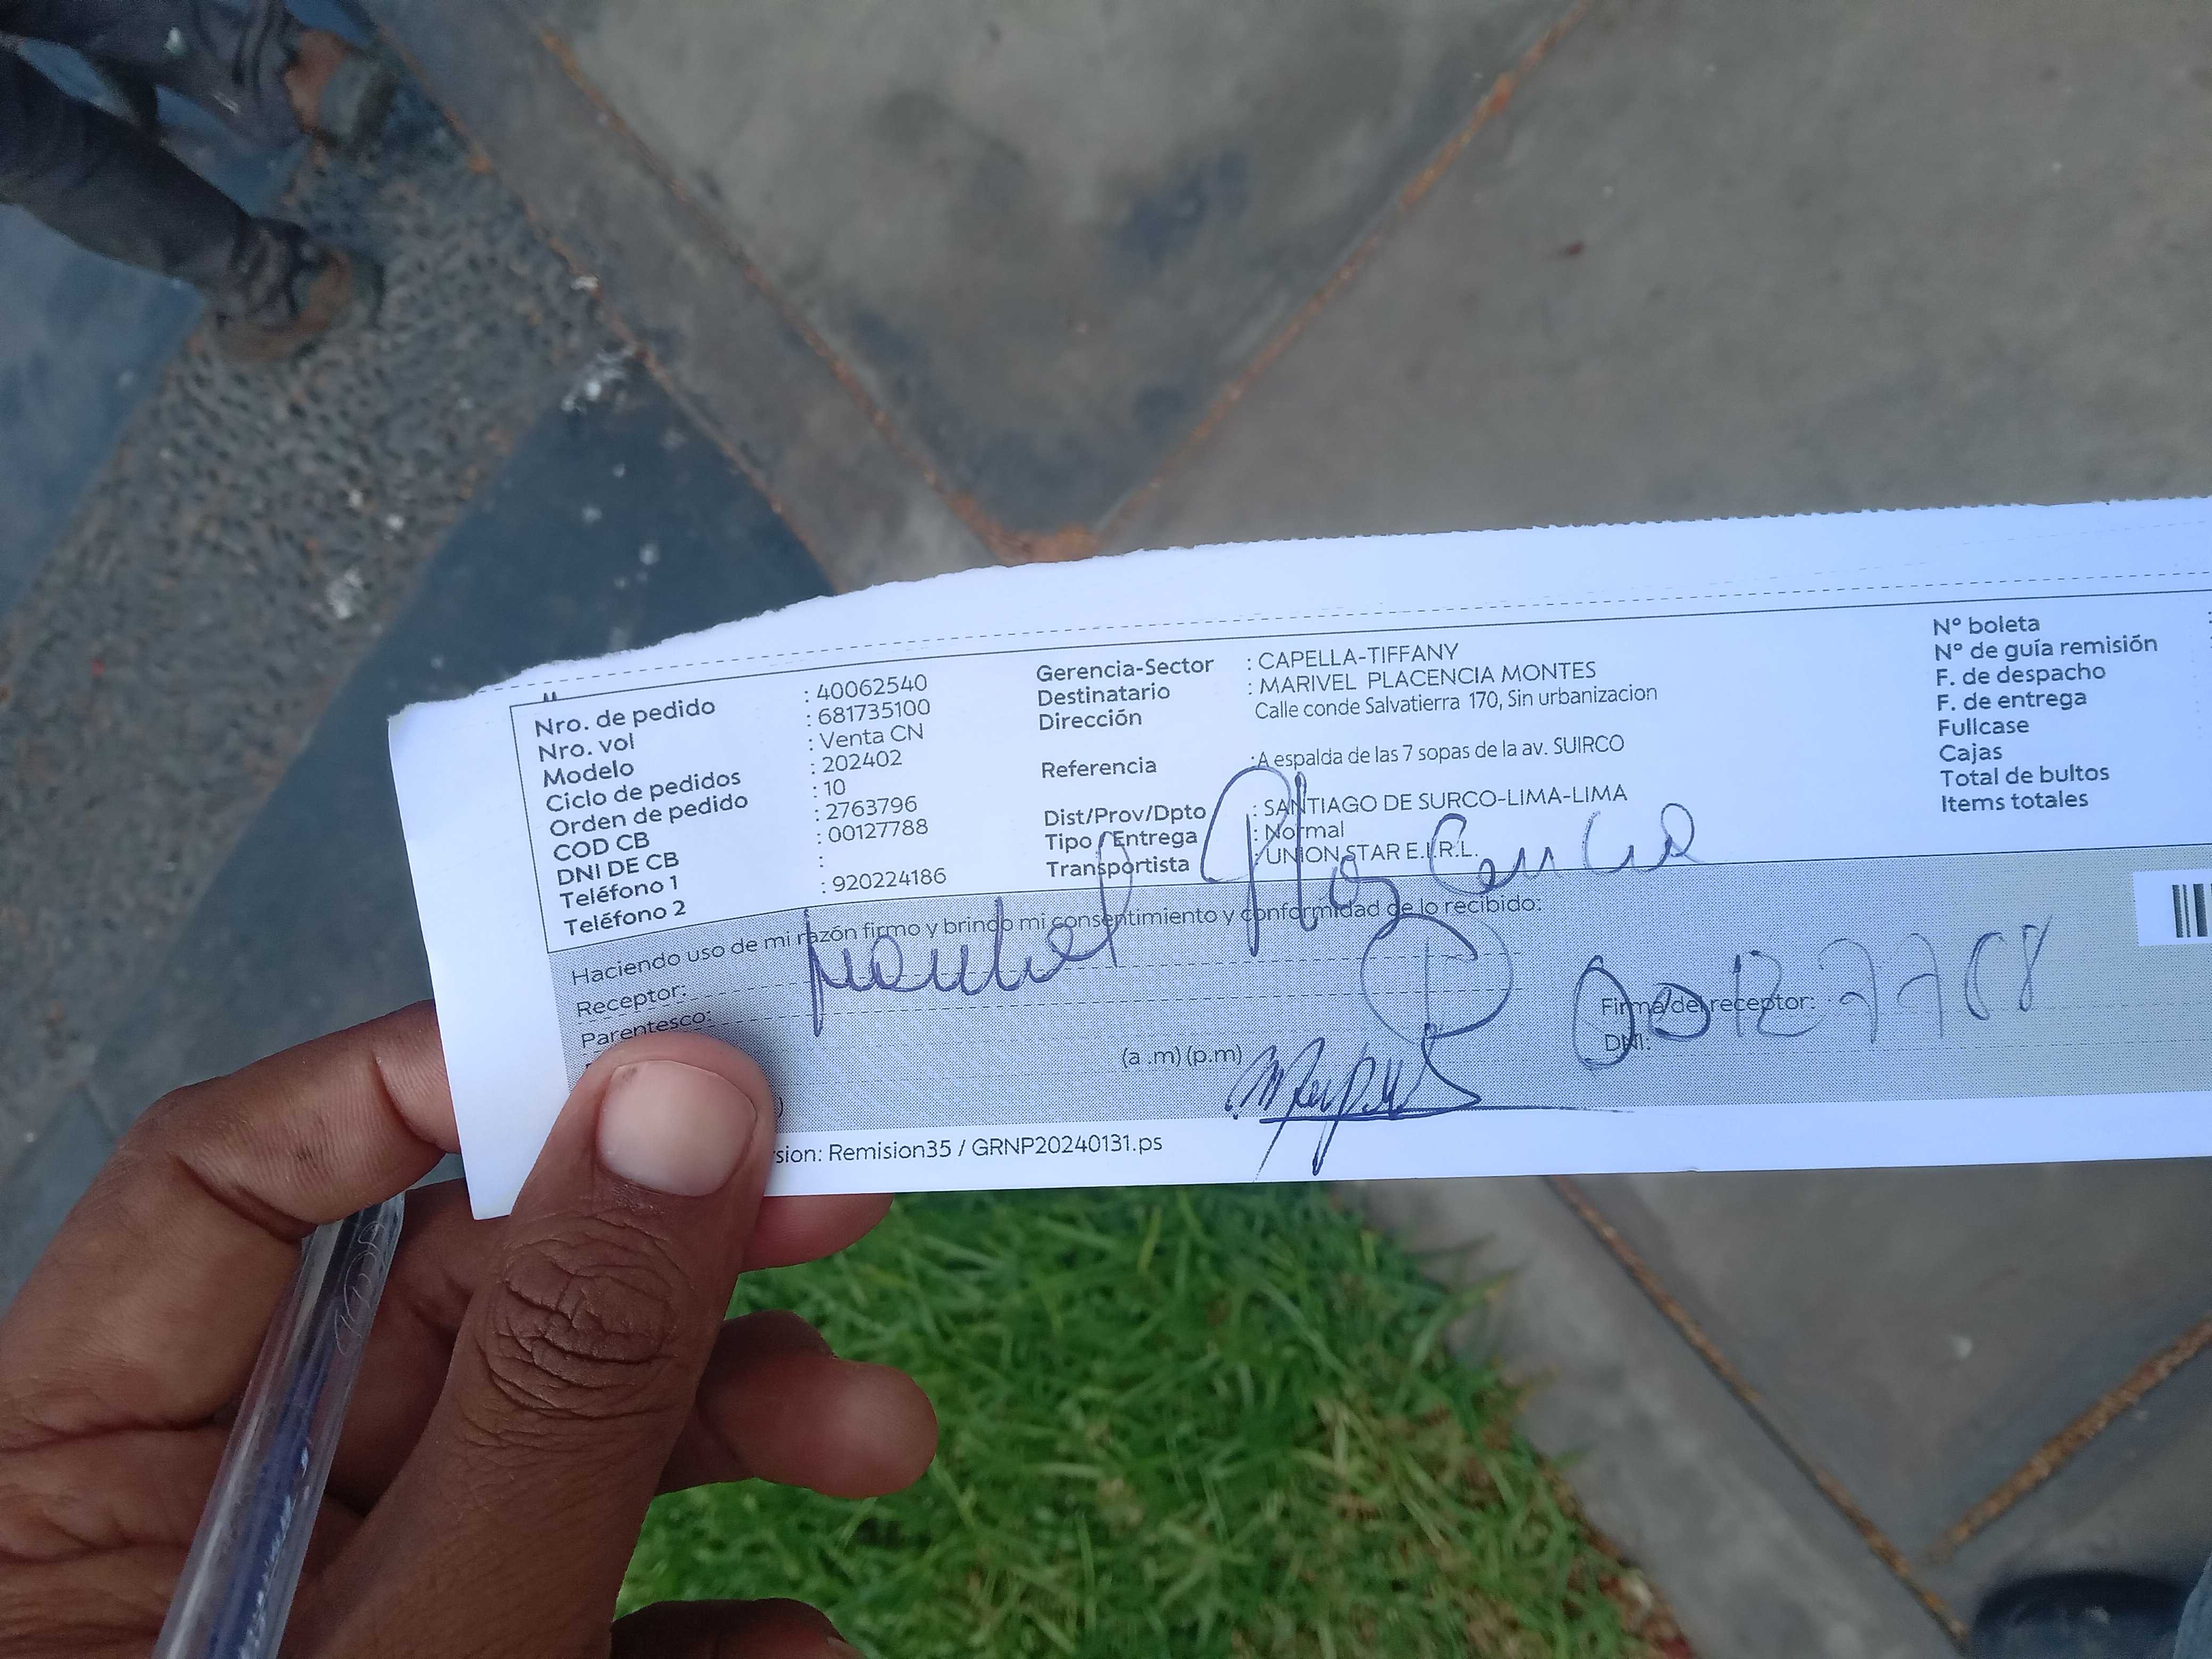 Nro. de pedido : 40062540
Nro. vol : 681735100
Modelo : Venta CN
Ciclo de pedidos : 202402
Orden de pedido : 10
COD CB : 2763796
DNI DE CB : 00127788
Teléfono 1 :
Teléfono 2 : 920224186
Gerencia-Sector : CAPELLA-TIFFANY
Destinatario : MARIVEL PLACENCIA MONTES
Dirección Calle conde Salvatierra 170, Sin urbanizacion
Referencia : A espalda de las 7 sopas de la av. SUIRCO
Dist/Prov/Dpto : SANTIAGO DE SURCO-LIMA-LIMA
Tipo Entrega : Normal
Transportista : UNION STAR E.I.R.L.
Nº boleta
Nº de guía remisión
F. de despacho
F. de entrega
Fullcase
Cajas
Total de bultos
Items totales
Haciendo uso de mi razón firmo y brindo mi consentimiento y conformidad de lo recibido:
Receptor:
Parentesco:
(a .m) (p.m)
Firma del receptor:
DNI:
sion: Remision35 / GRNP20240131.ps